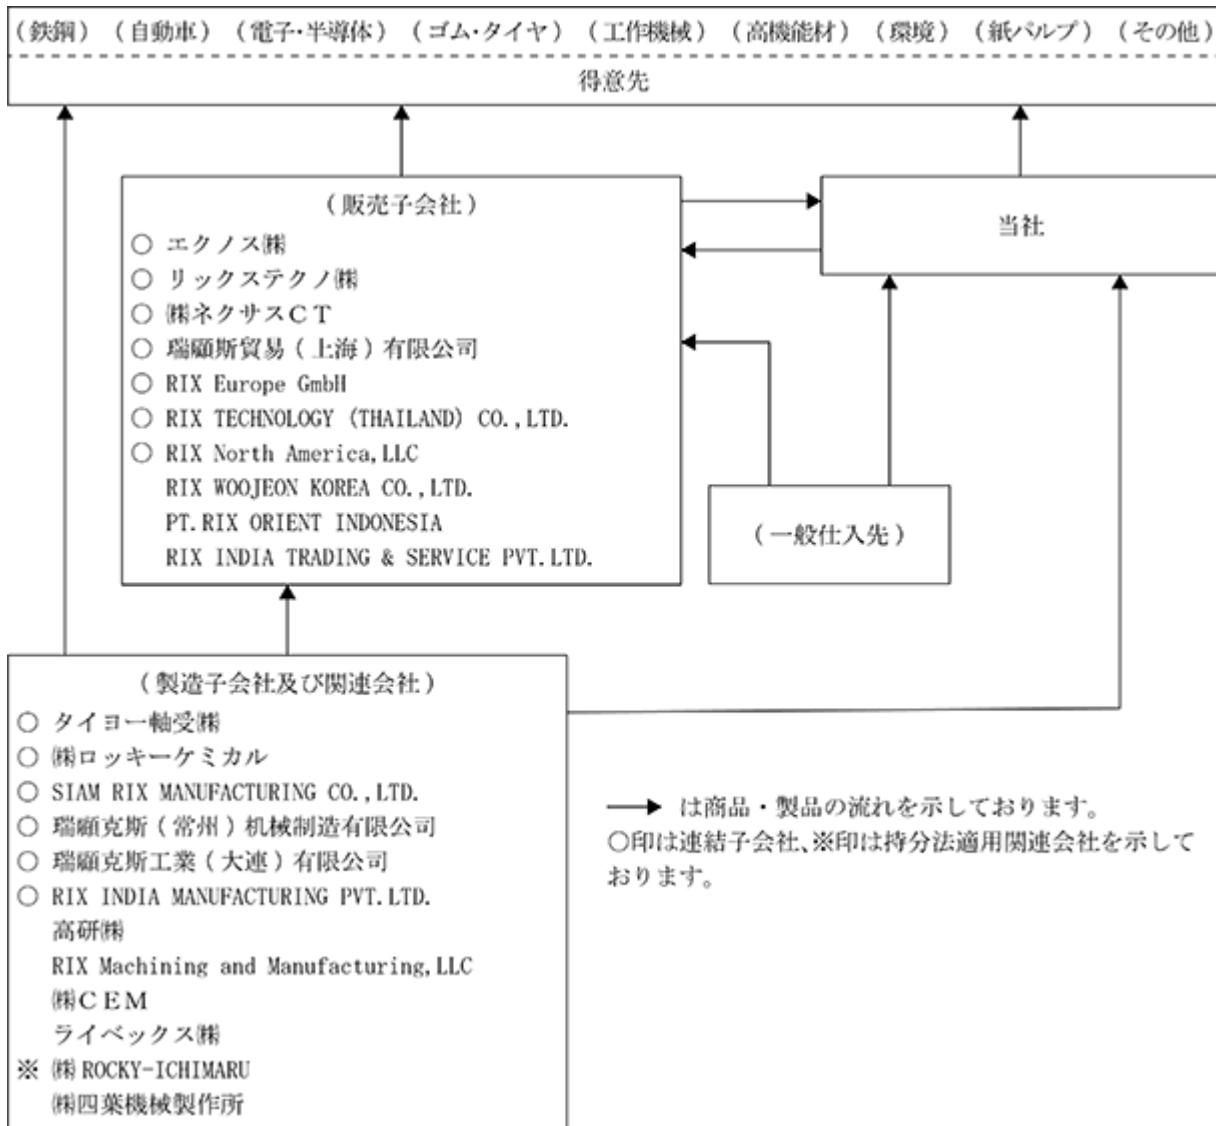 （鉄鋼）（自動車）（電子・半導体）（ゴム・タイヤ）（工作機械）（高機能材）（環境）（紙パルプ）（その他）
得意先
（販売子会社）
○ エクノス㈱
○ リックステクノ㈱
○ ㈱ネクサスＣＴ
○ 瑞顧斯貿易（上海）有限公司
○ RIX Europe GmbH
○ RIX TECHNOLOGY (THAILAND) CO.,LTD.
○ RIX North America,LLC
RIX WOOJEON KOREA CO.,LTD.
PT.RIX ORIENT INDONESIA
RIX INDIA TRADING & SERVICE PVT.LTD.
当社
（一般仕入先）
（製造子会社及び関連会社）
○ タイヨー軸受㈱
○ ㈱ロッキーケミカル
○ SIAM RIX MANUFACTURING CO.,LTD.
○ 瑞顧克斯（常州）机械制造有限公司
○ 瑞顧克斯工業（大連）有限公司
○ RIX INDIA MANUFACTURING PVT.LTD.
高研㈱
RIX Machining and Manufacturing,LLC
㈱ＣＥＭ
ライベックス㈱
※ ㈱ROCKY-ICHIMARU
㈱四葉機械製作所
→ は商品・製品の流れを示しております。
○印は連結子会社、※印は持分法適用関連会社を示して
おります。